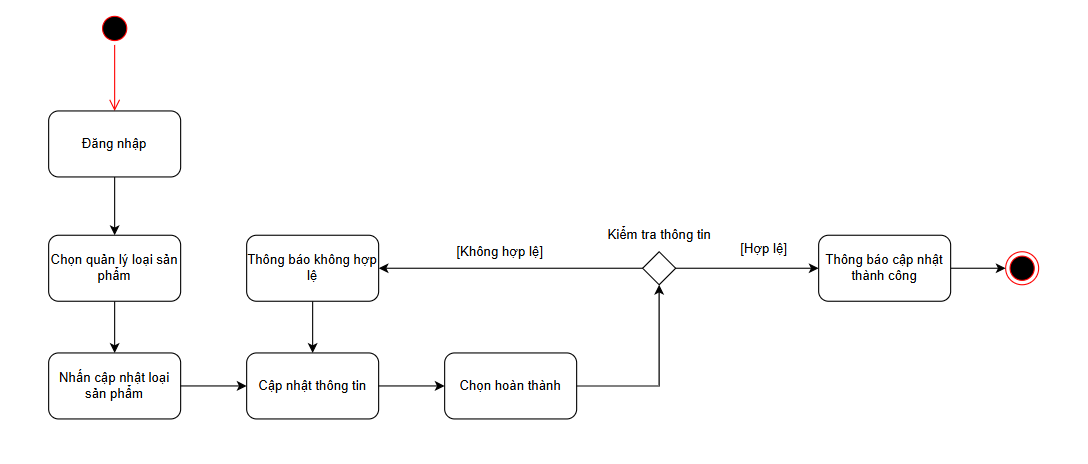 Đăng nhập
Chọn quản lý loại sản
phẩm
Nhấn cập nhật loại
sản phẩm
Thông báo không hợp
lệ
Cập nhật thông tin
Chọn hoàn thành
[Không hợp lệ]
Kiểm tra thông tin
[Hợp lệ]
Thông báo cập nhật
thành công